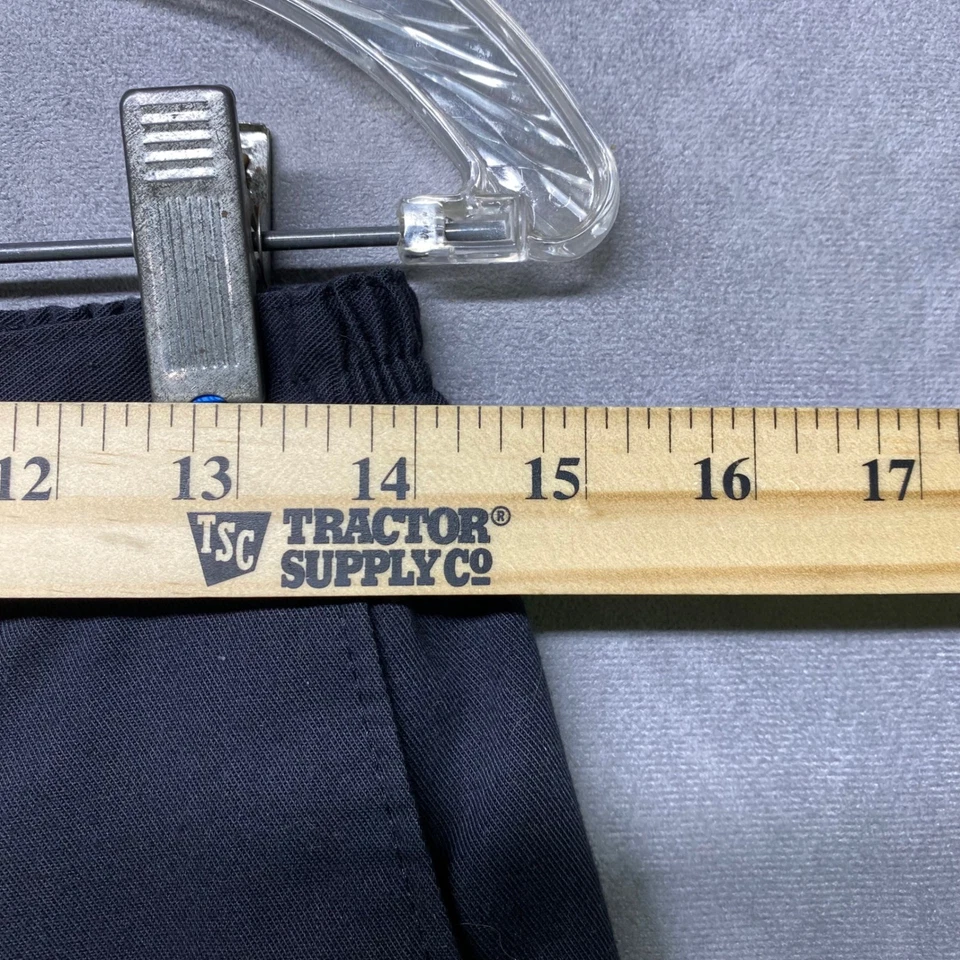 12 13 14 15 16 17
TSC TRACTOR®
SUPPLY Co